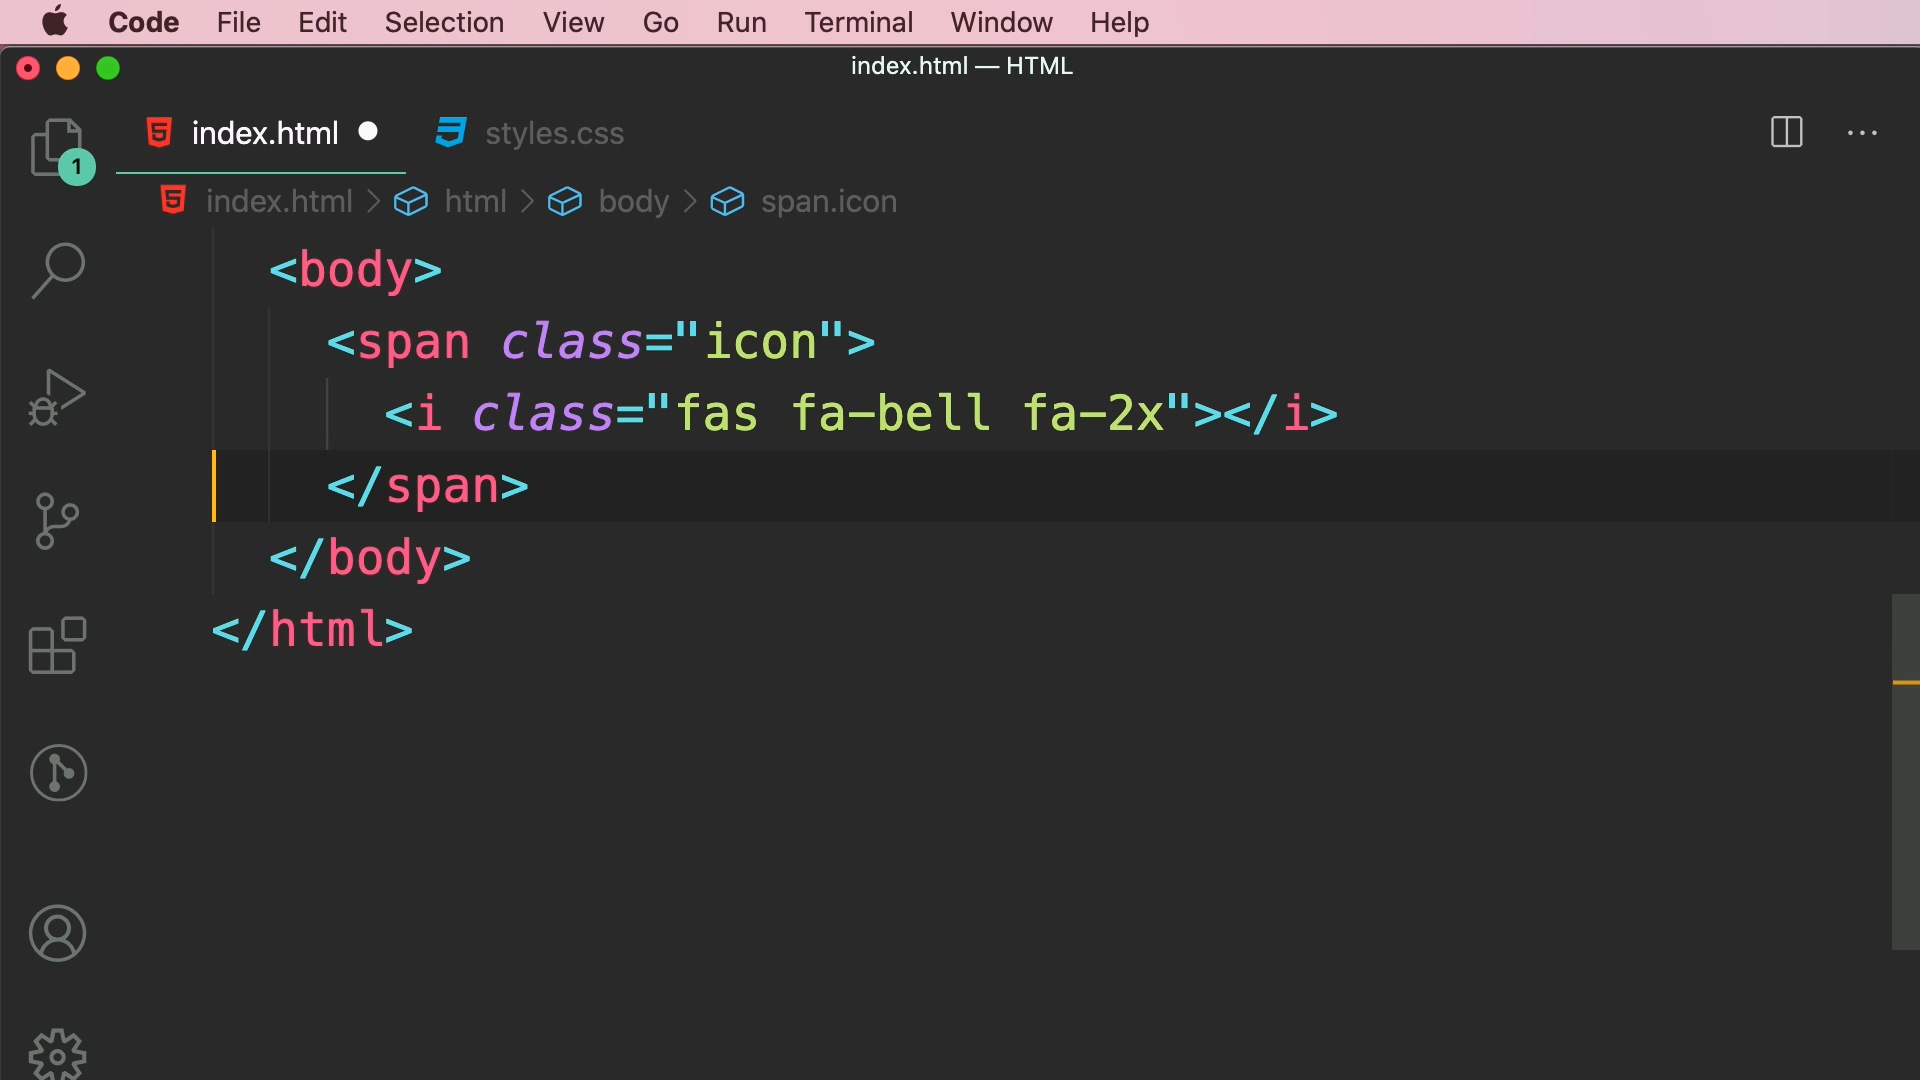 Code File Edit Selection View Go Run Terminal Window Help
index.html — HTML
index.html styles.css
1
index.html > html > body > span.icon
<body>
<span class="icon">
<i class="fas fa-bell fa-2x"></i>
</span>
</body>
</html>